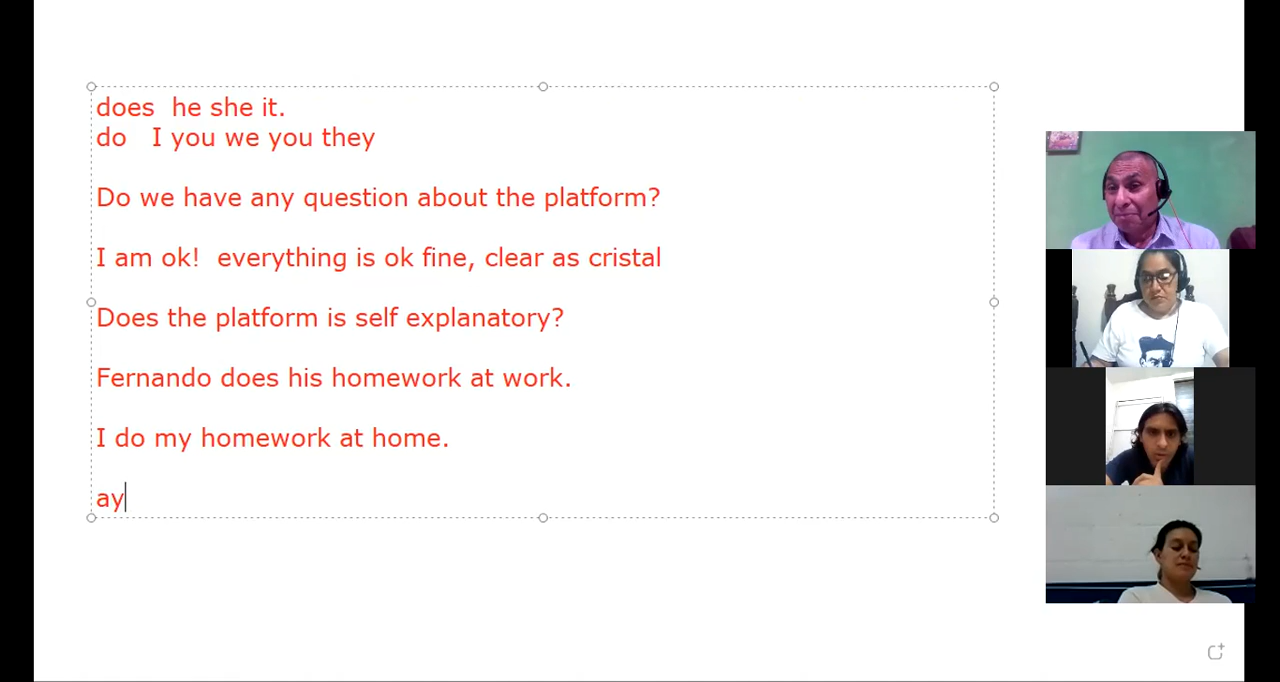 does he she it.
do I you we you they
Do we have any question about the platform?
I am ok! everything is ok fine, clear as cristal
Does the platform is self explanatory?
Fernando does his homework at work.
I do my homework at home.
ay